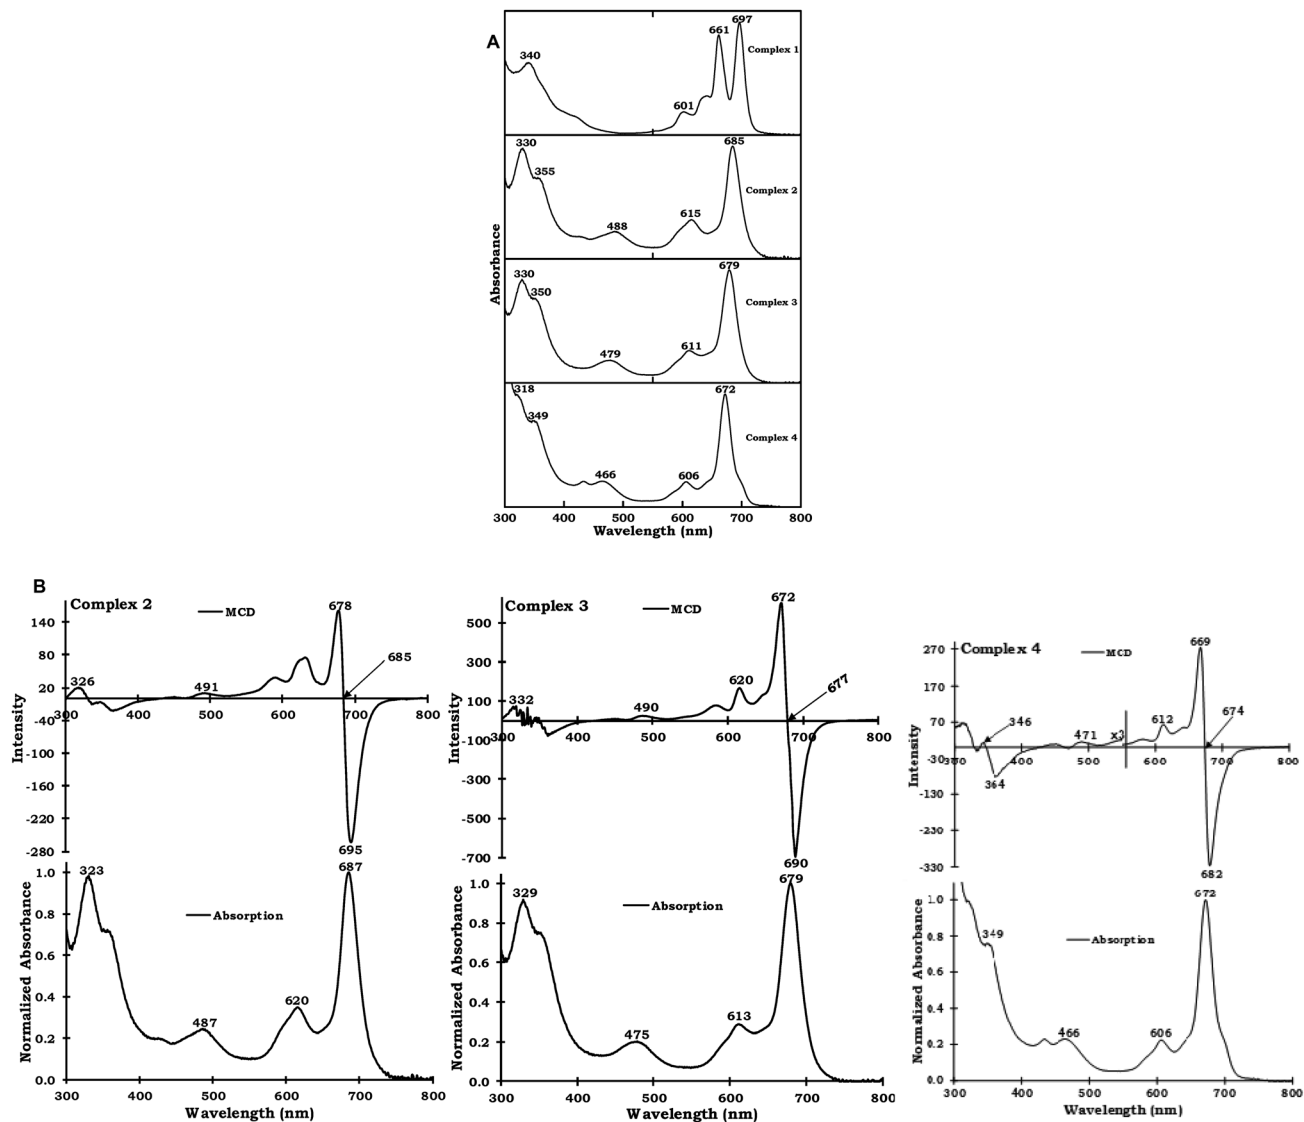 A
697
661
Complex 1
340
601
685
330
Complex 2
355
615
488
679
330
350
Complex 3
611
479
672
318
349
Complex 4
466
606
Absorbance
300 400 500 600 700 800
Wavelength (nm)
B
Complex 2
MCD
678
140
80
685
326
491
20
300 400 500 600 700 800
-40
-100
-160
-220
-280
695
Intensity
687
1.0
323
Absorption
0.8
0.6
620
0.4
487
0.2
0.0
300 400 500 600 700 800
Normalized Absorbance
Wavelength (nm)
Complex 3
MCD
672
500
300
620
677
100
332
490
300 400 500 600 700 800
-100
-300
-500
-700
690
Intensity
679
1.0
329
Absorption
0.8
0.6
0.4
613
475
0.2
0.0
300 400 500 600 700 800
Normalized Absorbance
Wavelength (nm)
Complex 4
MCD
669
270
170
346
612
674
70
471
x3
-30
300 400 500 600 700 800
364
-130
-230
-330
682
Intensity
672
1.0
349
Absorption
0.8
0.6
0.4
466
606
0.2
0.0
300 400 500 600 700 800
Normalized Absorbance
Wavelength (nm)